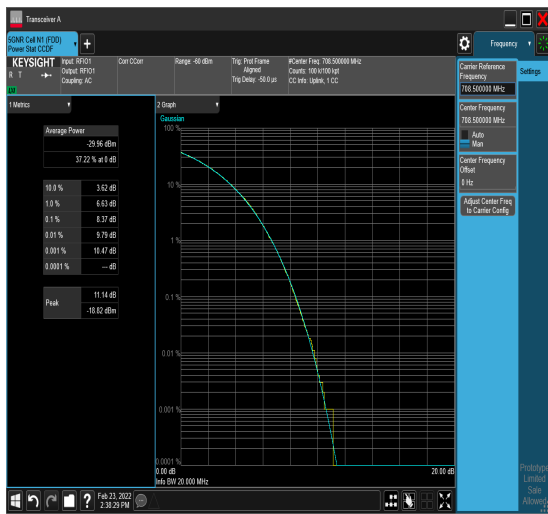 Transceiver A
5GNR Cell N1 (FDD)
Power Stat CCDF
Frequency
KEYSIGHT
R T
Input: RFIO1
Output: RFIO1
Coupling: AC
Corr CCorr
Range: -60 dBm
Trig: Prot Frame
Aligned
Trig Delay: -50.0 µs
#Center Freq: 708.500000 MHz
Counts: 100 k/100 kpt
CC Info: Uplink, 1 CC
1 Metrics
Average Power
-29.96 dBm
37.22 % at 0 dB
10.0 % 3.62 dB
1.0 % 6.63 dB
0.1 % 8.37 dB
0.01 % 9.79 dB
0.001 % 10.47 dB
0.0001 % --- dB
Peak
11.14 dB
-18.82 dBm
2 Graph
Gaussian
100 %
10 %
1 %
0.1 %
0.01 %
0.001 %
0.0001 %
0.00 dB
20.00 dB
Info BW 20.000 MHz
Carrier Reference
Frequency
708.500000 MHz
Settings
Center Frequency
708.500000 MHz
Auto
Man
Center Frequency
Offset
0 Hz
Adjust Center Freq
to Carrier Config
Prototype
Limited
Sale
Allowed
Feb 23, 2022
2:38:29 PM